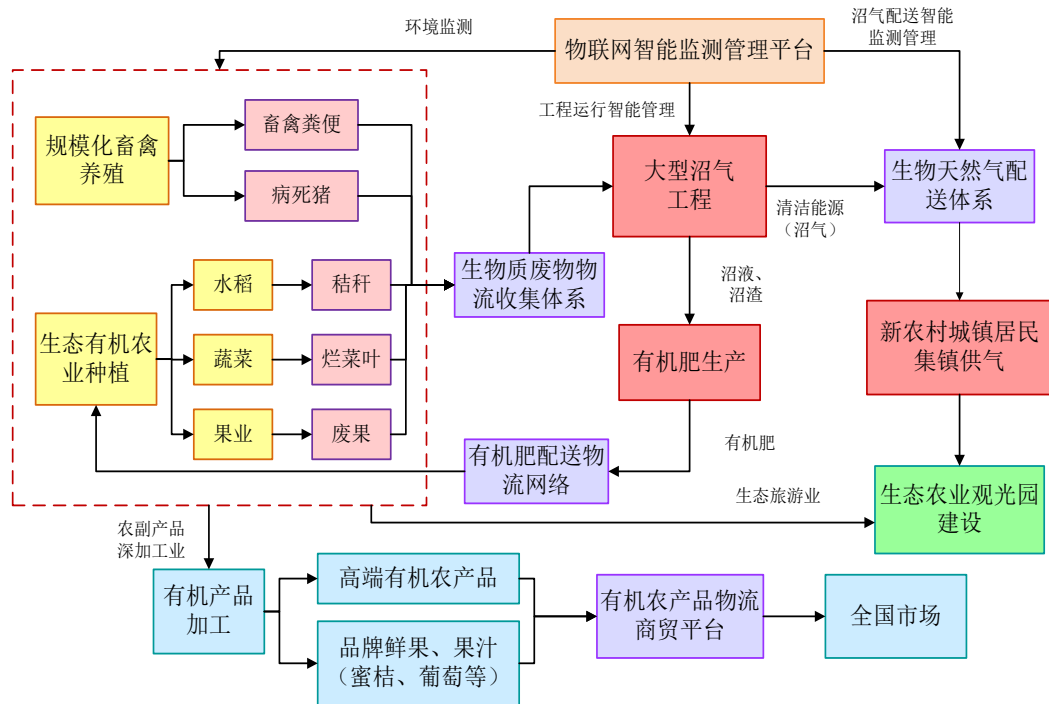 环境监测
物联网智能监测管理平台
沼气配送智能
监测管理
工程运行智能管理
规模化畜禽
养殖
畜禽粪便
病死猪
大型沼气
工程
清洁能源
（沼气）
生物天然气配
送体系
生物质废物物
流收集体系
沼液、
沼渣
水稻
秸秆
生态有机农
业种植
蔬菜
烂菜叶
果业
废果
有机肥生产
新农村城镇居民
集镇供气
有机肥
有机肥配送物
流网络
生态旅游业
生态农业观光园
建设
农副产品
深加工业
有机产品
加工
高端有机农产品
品牌鲜果、果汁
（蜜桔、葡萄等）
有机农产品物流
商贸平台
全国市场